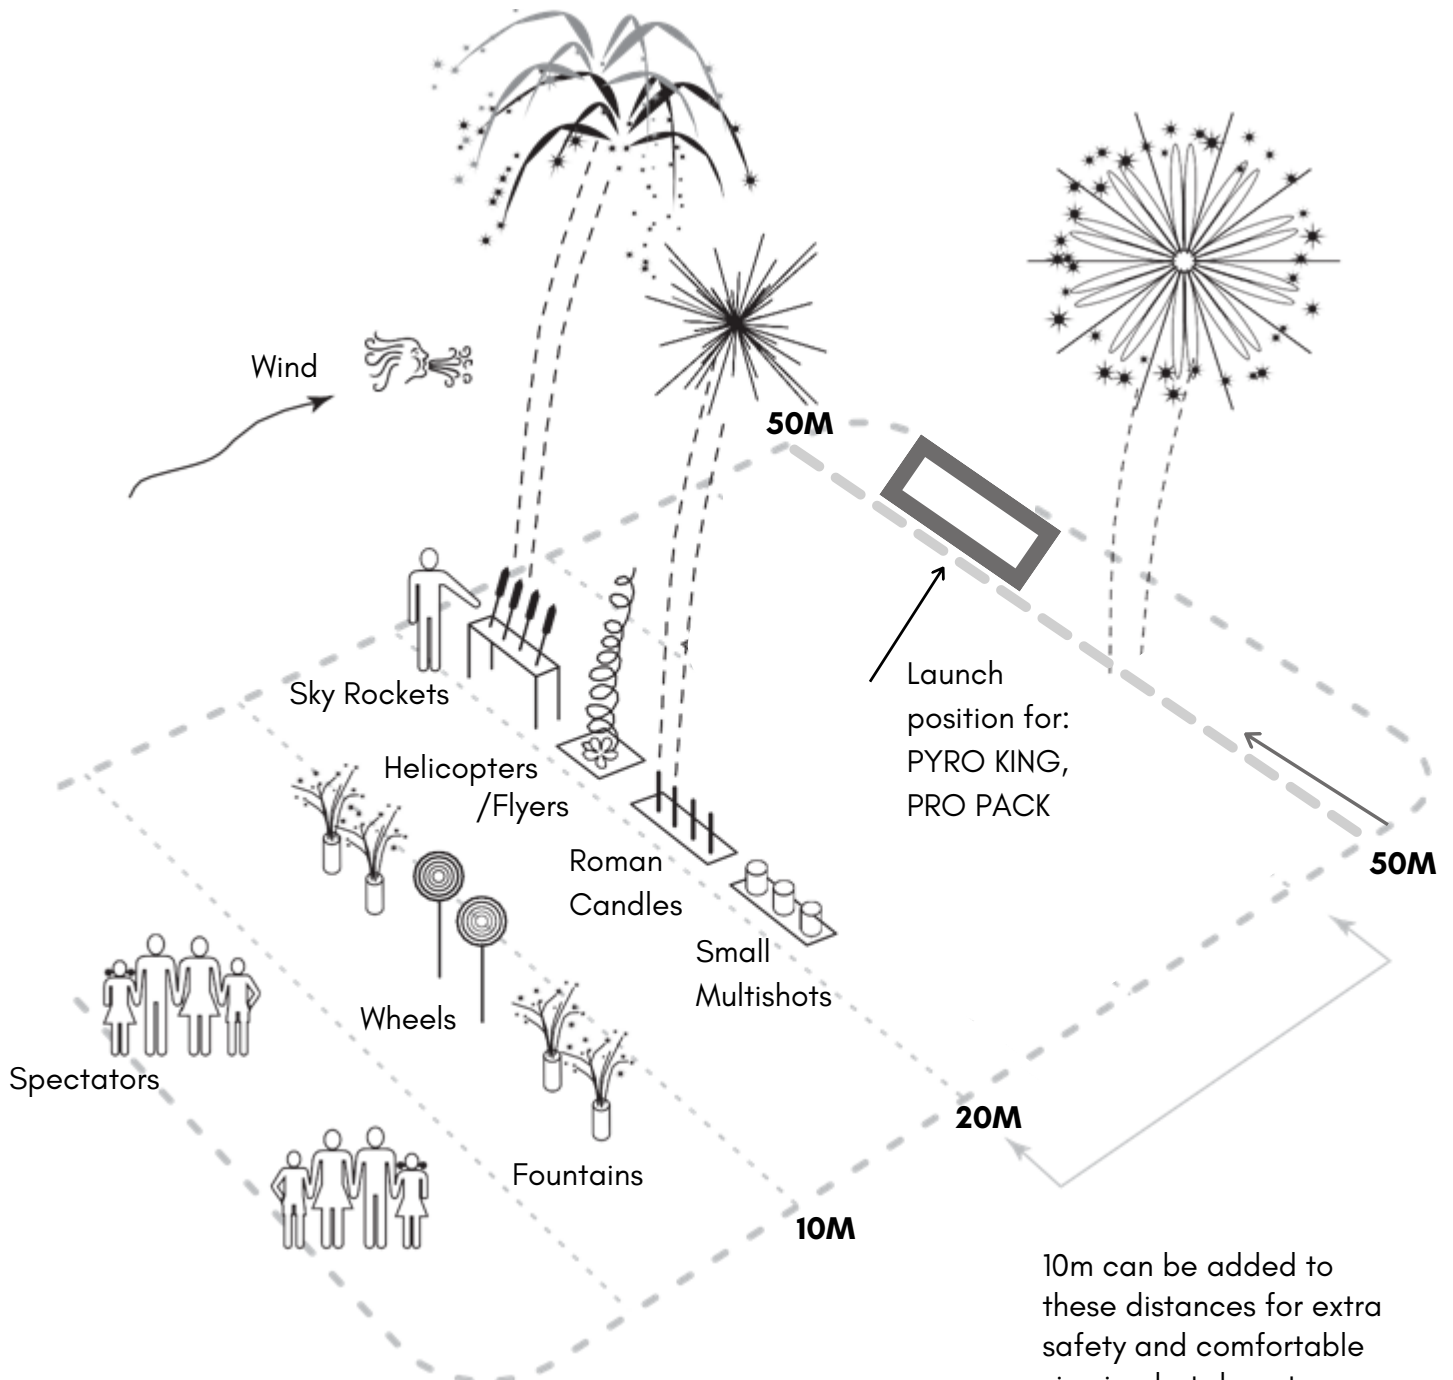 Wind
50M
Sky Rockets
Launch
position for:
PYRO KING,
PRO PACK
Helicopters
/Flyers
Roman
Candles
50M
Small
Multishots
Wheels
Spectators
20M
Fountains
10M
10m can be added to
these distances for extra
safety and comfortable